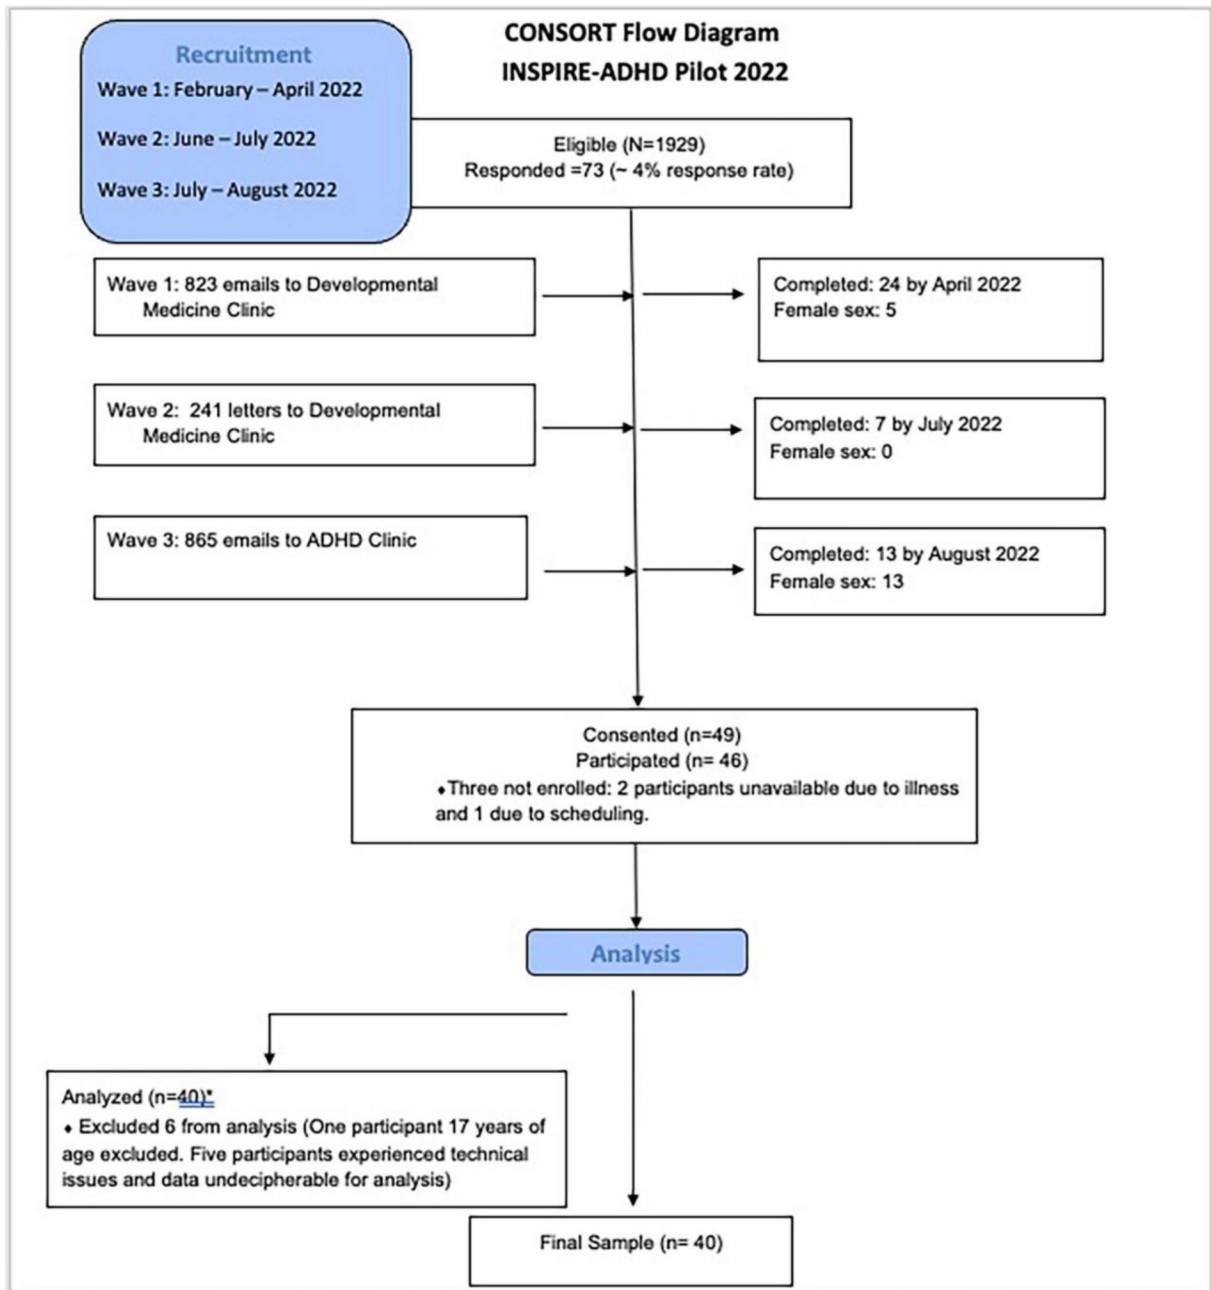 CONSORT Flow Diagram
INSPIRE-ADHD Pilot 2022
Recruitment
Wave 1: February – April 2022
Wave 2: June – July 2022
Wave 3: July – August 2022
Eligible (N=1929)
Responded =73 (~ 4% response rate)
Wave 1: 823 emails to Developmental
Medicine Clinic
Completed: 24 by April 2022
Female sex: 5
Wave 2:  241 letters to Developmental
Medicine Clinic
Completed: 7 by July 2022
Female sex: 0
Wave 3: 865 emails to ADHD Clinic
Completed: 13 by August 2022
Female sex: 13
Consented (n=49)
Participated (n= 46)
♦Three not enrolled: 2 participants unavailable due to illness
and 1 due to scheduling.
Analysis
Analyzed (n=40)*
♦ Excluded 6 from analysis (One participant 17 years of
age excluded. Five participants experienced technical
issues and data undecipherable for analysis)
Final Sample (n= 40)